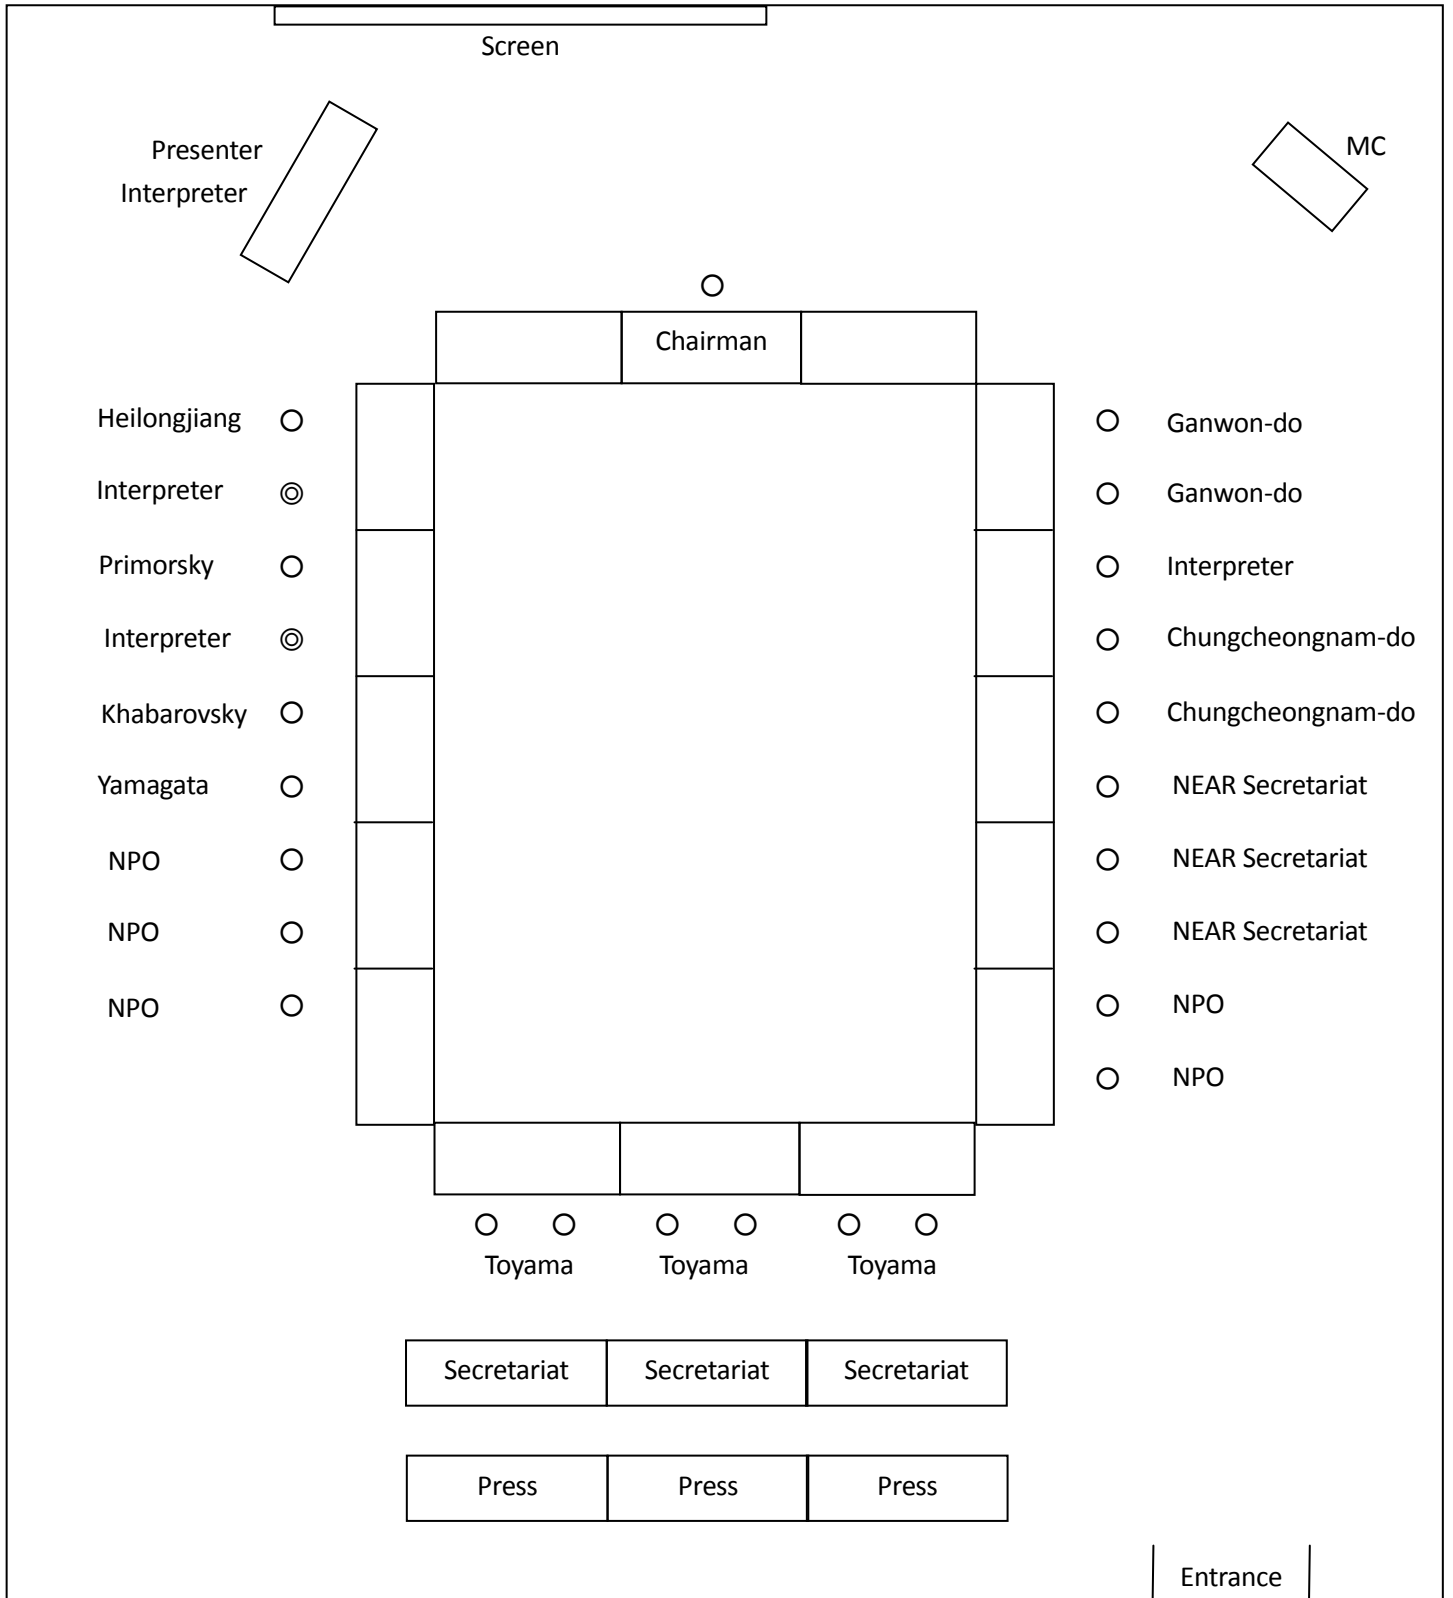 Screen
Presenter
Interpreter
MC
Chairman
Heilongjiang
Ganwon-do
Interpreter
Ganwon-do
Primorsky
Interpreter
Interpreter
Chungcheongnam-do
Khabarovsky
Chungcheongnam-do
Yamagata
NEAR Secretariat
NPO
NEAR Secretariat
NPO
NEAR Secretariat
NPO
NPO
NPO
Toyama Toyama Toyama
Secretariat Secretariat Secretariat
Press Press Press
Entrance